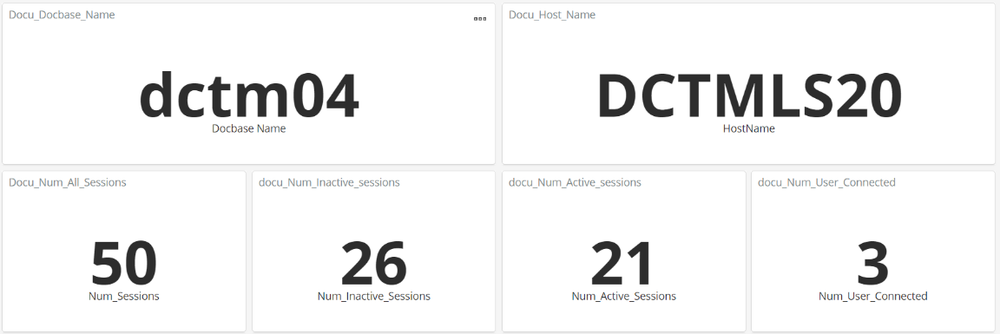 Docu_Docbase_Name
dctm04
Docbase Name
Docu_Host_Name
DCTMLS20
HostName
Docu_Num_All_Sessions
50
Num_Sessions
docu_Num_Inactive_sessions
26
Num_Inactive_Sessions
docu_Num_Active_sessions
21
Num_Active_Sessions
docu_Num_User_Connected
3
Num_User_Connected